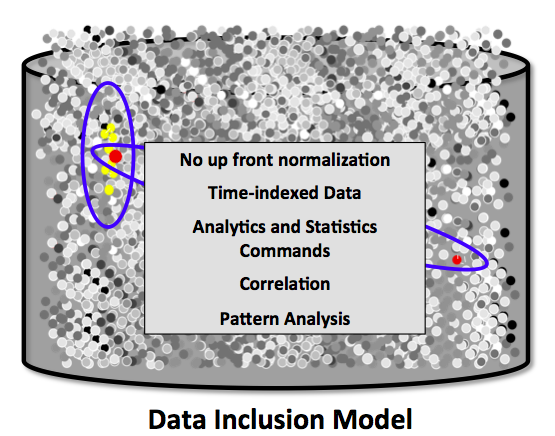 No up front normalization
Time-indexed Data
Analytics and Statistics
Commands
Correlation
Pattern Analysis
Data Inclusion Model